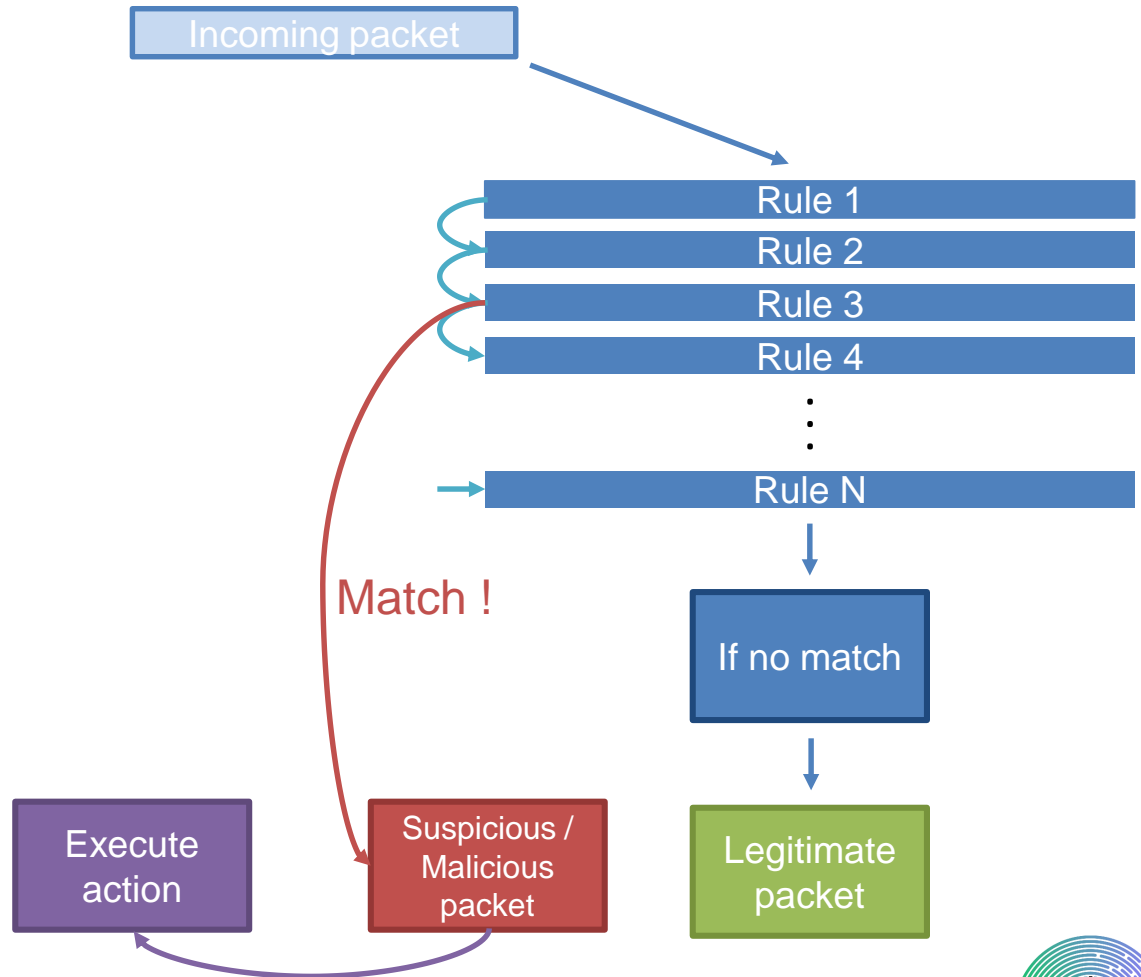 Incoming packet
Rule 1
Rule 2
Rule 3
Rule 4
Rule N
Match !
If no match
Execute
action
Suspicious /
Malicious
packet
Legitimate
packet